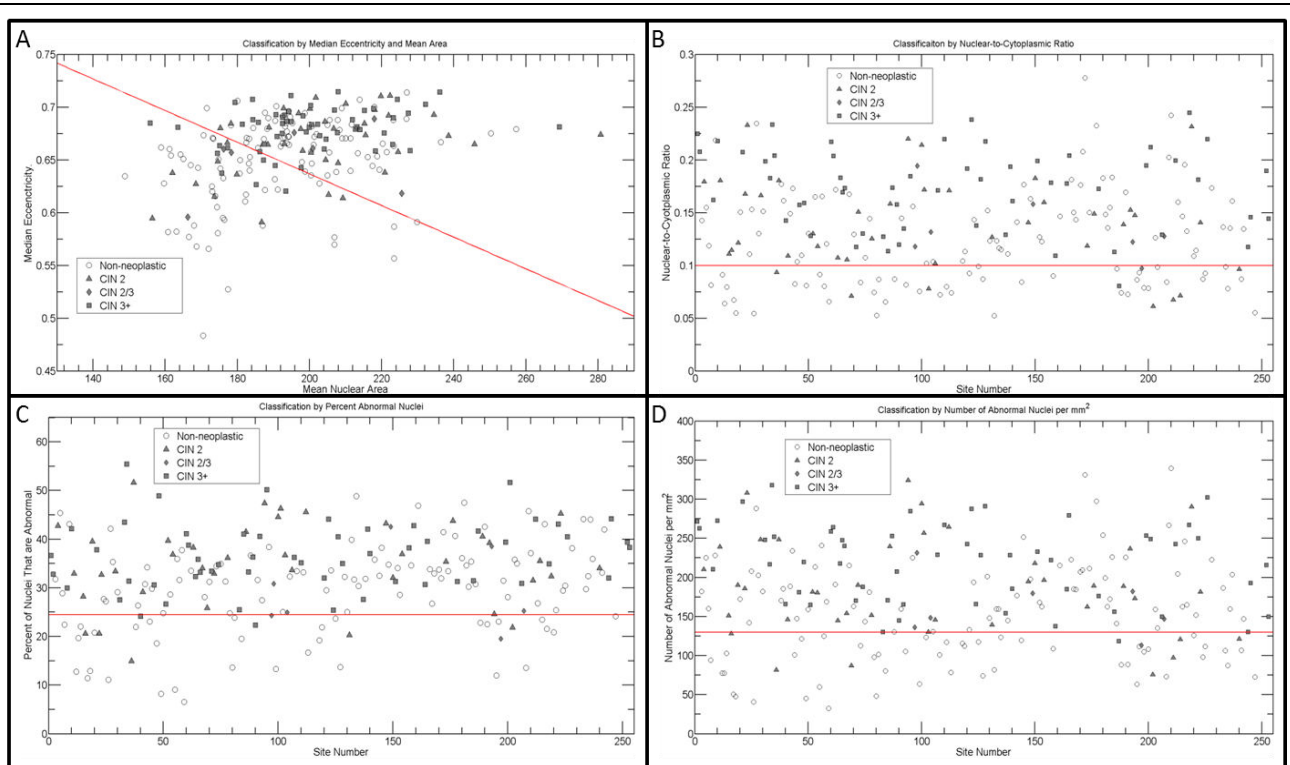 A
Classification by Median Eccentricity and Mean Area
0.75
0.7
0.65
0.6
0.55
0.5
0.45
Median Eccenctricity.
Non-neoplastic
CIN 2
CIN 2/3
CIN 3+
140 160 180 200 220 240 260 280
Mean Nuclear Area
B
Classificaiton by Nuclear-to-Cytoplasmic Ratio
0.3
0.25
0.2
0.15
0.1
0.05
0
Nuclear-to-Cyotplasmic Ratio
Non-neoplastic
CIN 2
CIN 2/3
CIN 3+
50 100 150 200 250
Site Number
C
Classification by Percent Abnormal Nuclei
60
50
40
30
20
10
0
Percent of Nuclei That are Abnormal
Non-neoplastic
CIN 2
CIN 2/3
CIN 3+
0 50 100 150 200 250
Site Number
D
Classification by Number of Abnormal Nuclei per mm²
400
350
300
250
200
150
100
50
0
Number of Abnormal Nuclei per mm²
Non-neoplastic
CIN 2
CIN 2/3
CIN 3+
0 50 100 150 200 250
Site Number